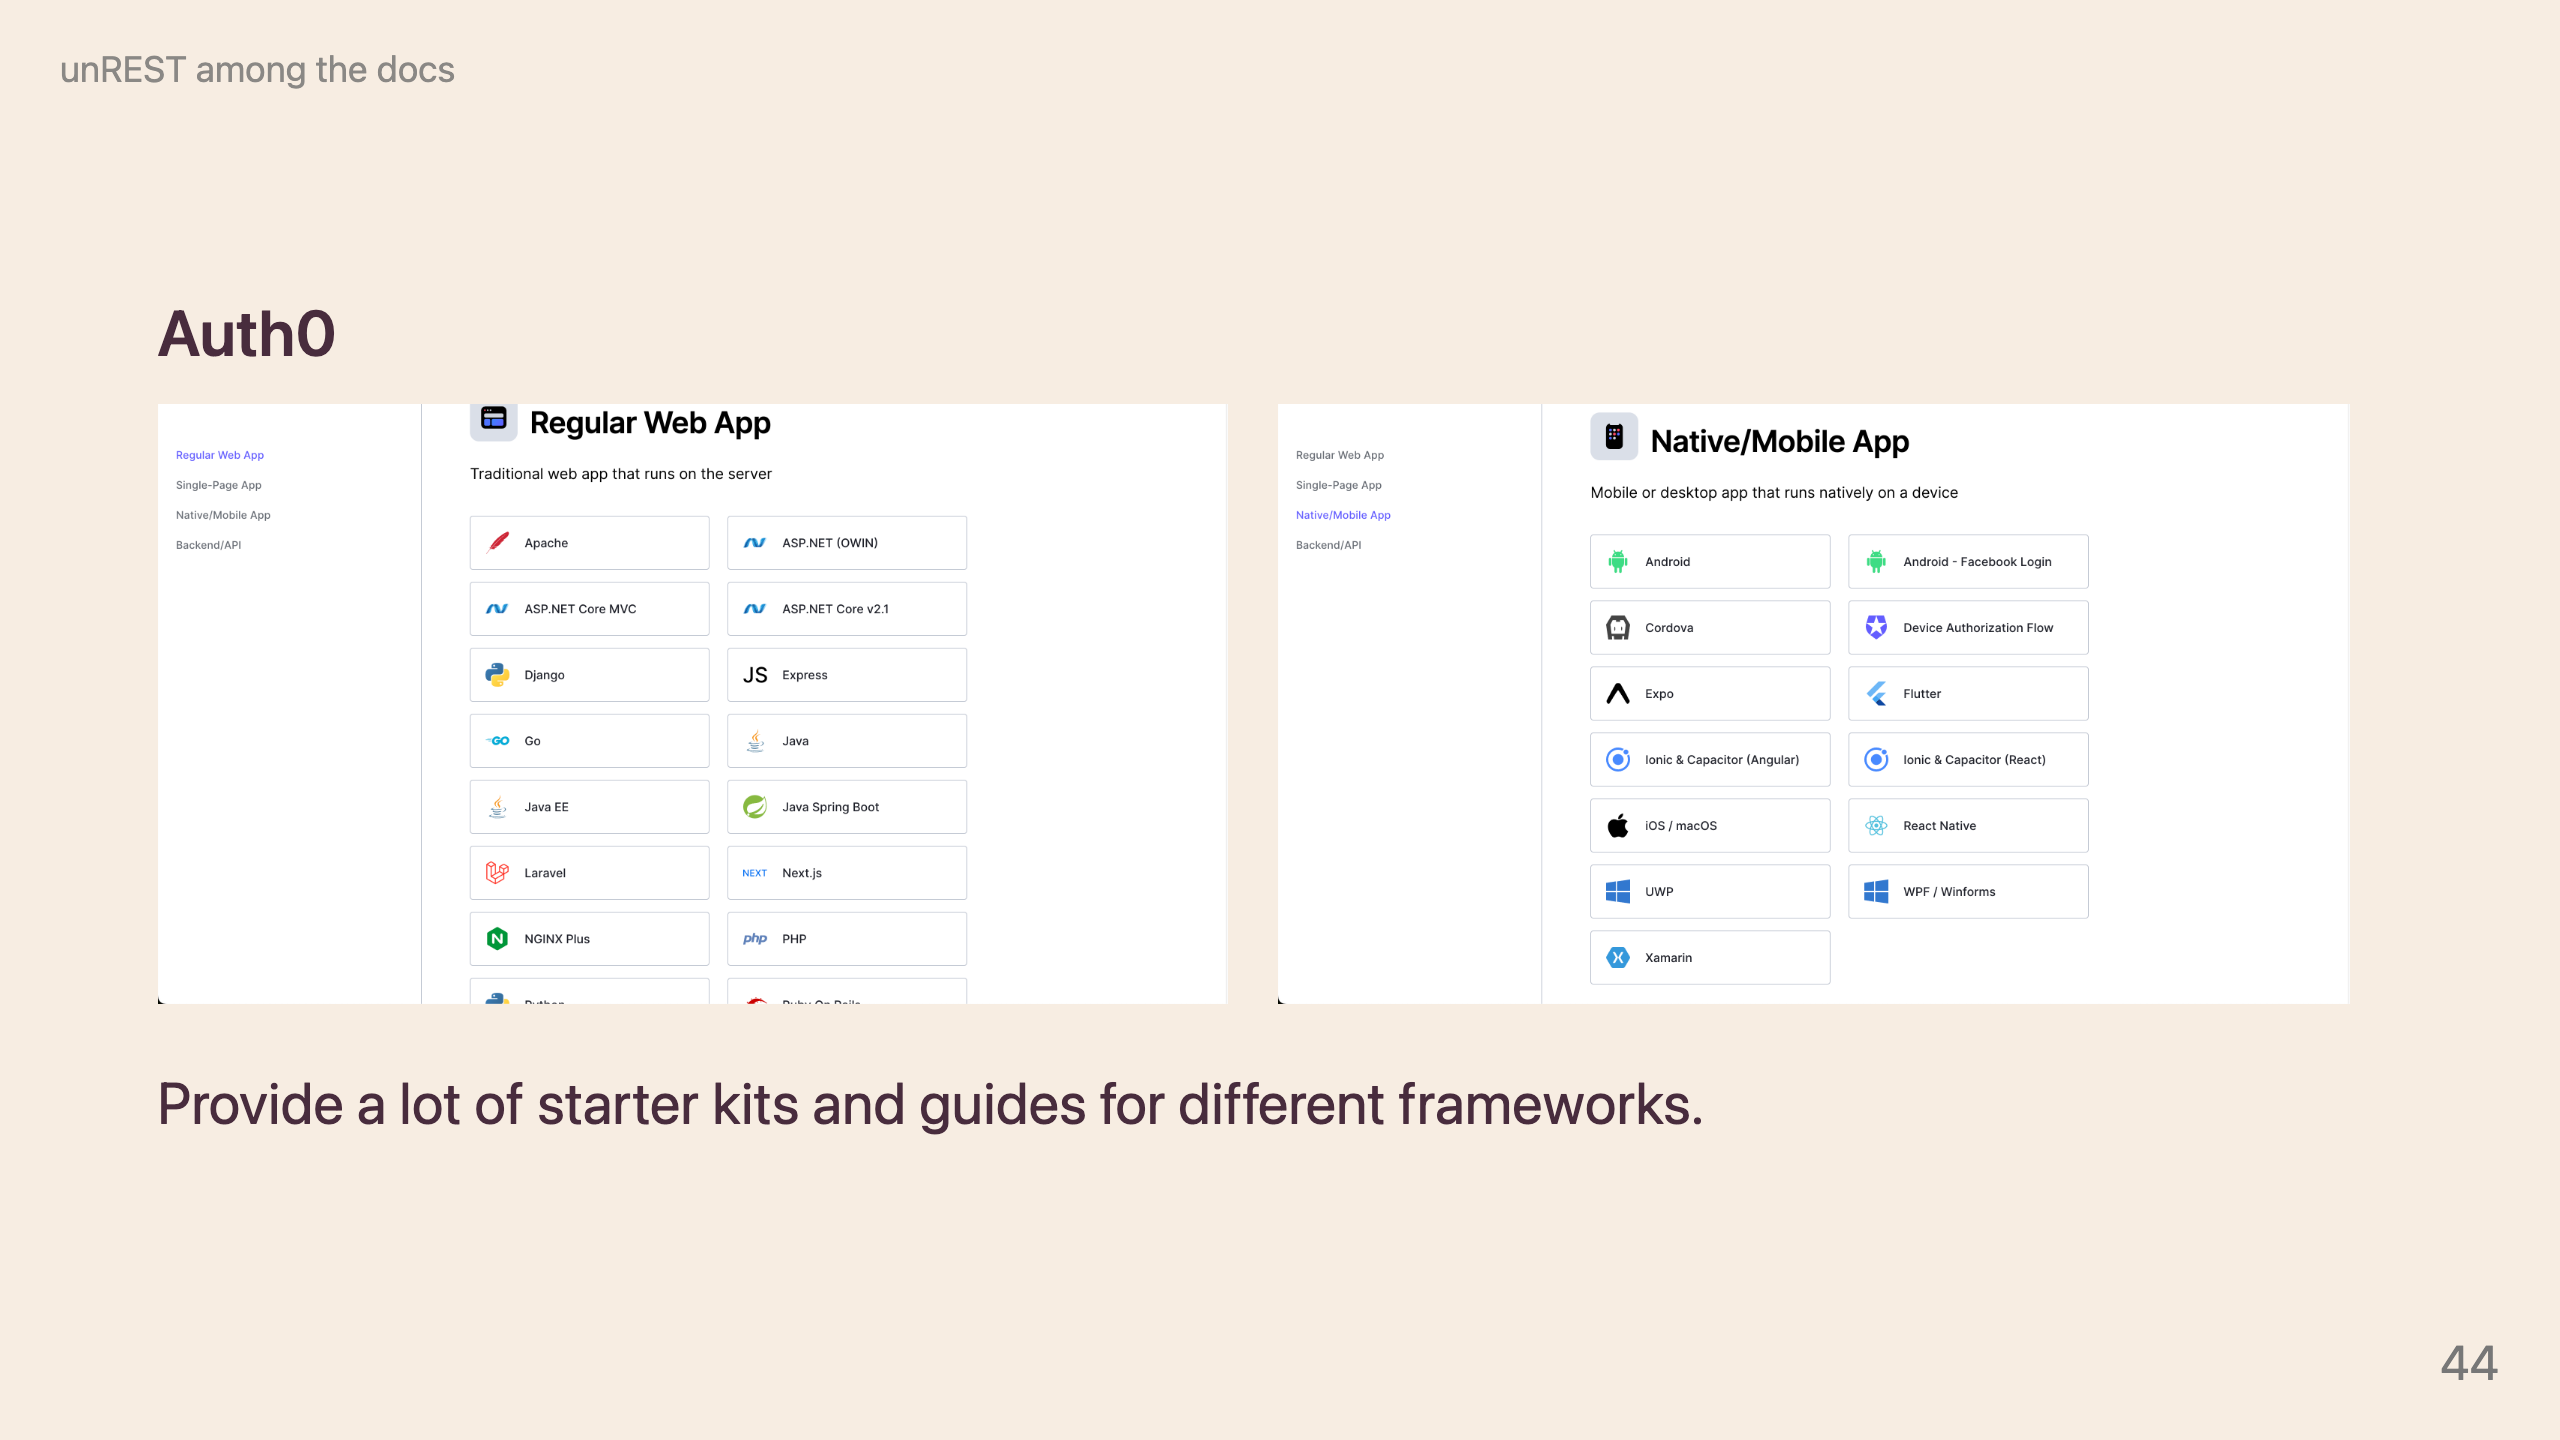 unREST among the docs
Auth0
Regular Web App
Single-Page App
Native/Mobile App
Backend/API
Regular Web App
Traditional web app that runs on the server
Apache
ASP.NET (OWIN)
ASP.NET Core MVC
ASP.NET Core v2.1
Django
JS Express
GO Go
Java
Java EE
Java Spring Boot
Laravel
NEXT Next.js
N NGINX Plus
php PHP
Python
Ruby On Rails
Regular Web App
Single-Page App
Native/Mobile App
Backend/API
Native/Mobile App
Mobile or desktop app that runs natively on a device
Android
Android - Facebook Login
Cordova
Device Authorization Flow
Expo
Flutter
Ionic & Capacitor (Angular)
Ionic & Capacitor (React)
iOS / macOS
React Native
UWP
WPF / Winforms
X Xamarin
Provide a lot of starter kits and guides for different frameworks.
44